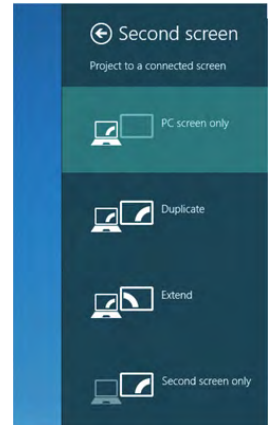 Second screen
Project to a connected screen
PC screen only
Duplicate
Extend
Second screen only